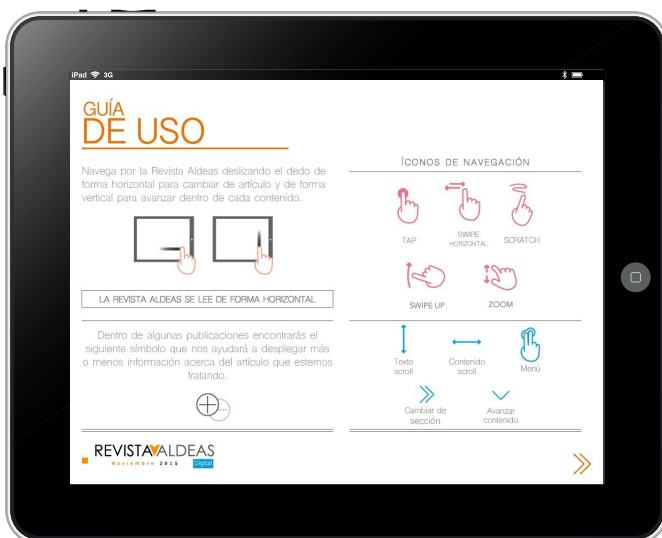 iPad 3G
GUÍA
DE USO
Navega por la Revista Aldeas deslizando el dedo de
forma horizontal para cambiar de artículo y de forma
vertical para avanzar dentro de cada contenido.
LA REVISTA ALDEAS SE LEE DE FORMA HORIZONTAL
Dentro de algunas publicaciones encontrarás el
siguiente símbolo que nos ayudará a desplegar más
o menos información acerca del artículo que estemos
tratando.
REVISTA ALDEAS
Noviembre 2015 Digital
ÍCONOS DE NAVEGACIÓN
TAP
SWIPE
HORIZONTAL
SCRATCH
SWIPE UP
ZOOM
Texto
scroll
Contenido
scroll
Menú
Cambiar de
sección
Avanzar
contenido